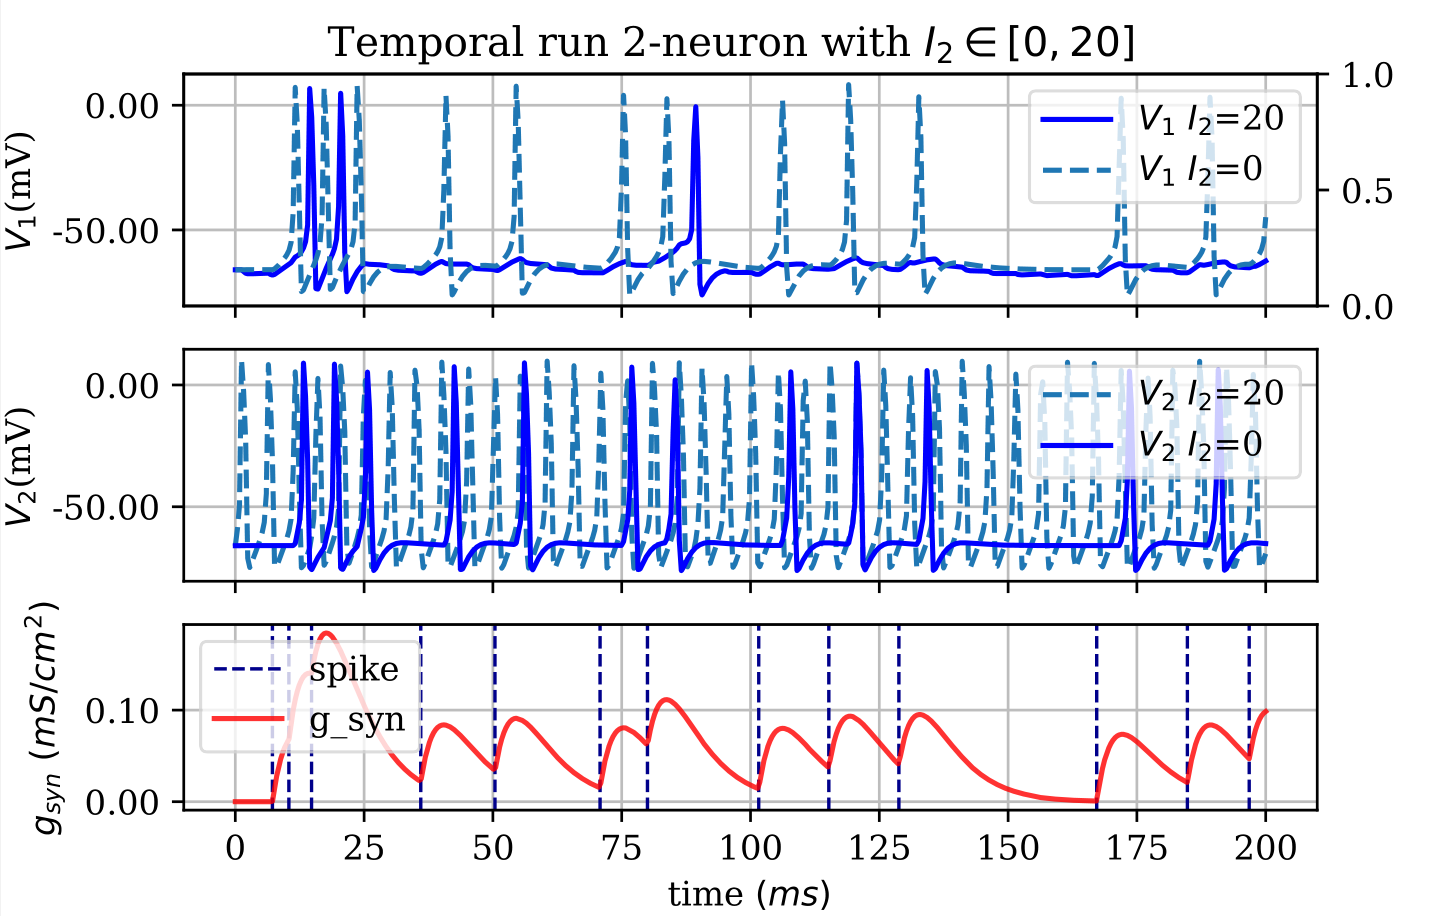 Temporal run 2-neuron with I₂ ∈ [0, 20]
V₁(mV)
0.00
-50.00
1.0
0.5
0.0
V₁ I₂=20
V₁ I₂=0
V₂(mV)
0.00
-50.00
V₂ I₂=20
V₂ I₂=0
g_syn (mS/cm²)
0.10
0.00
spike
g_syn
0 25 50 75 100 125 150 175 200
time (ms)